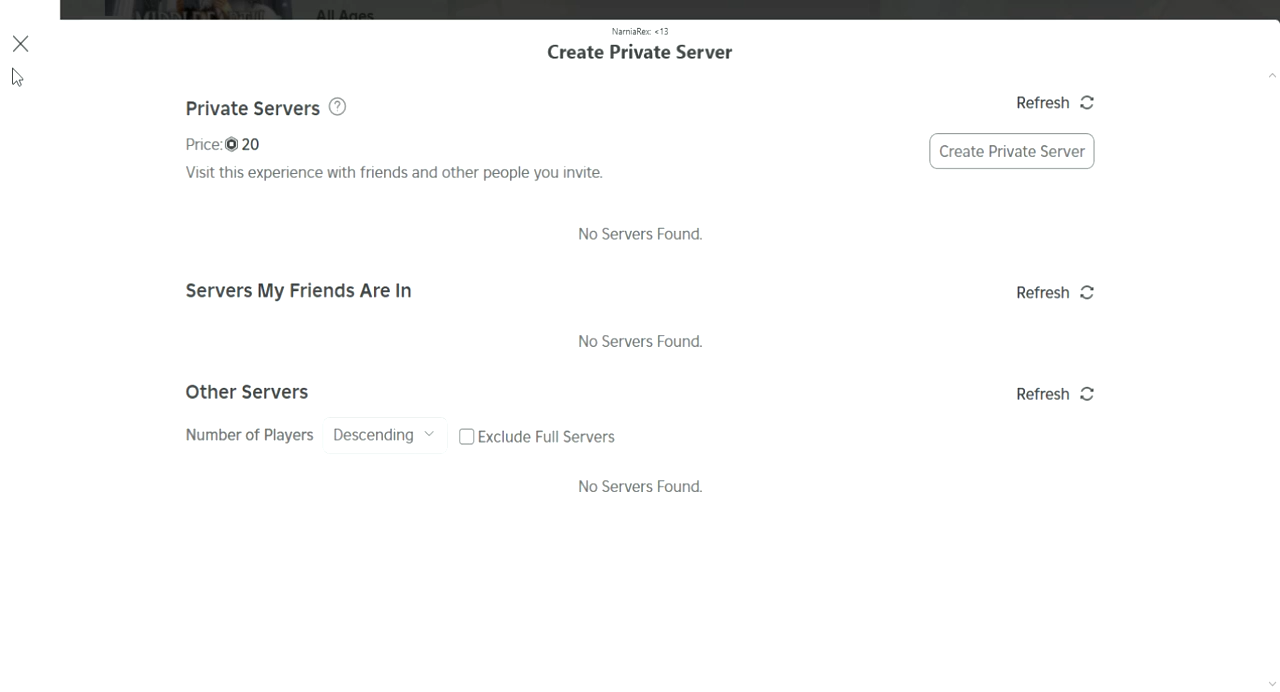 All Ages
NarniaRex: <13
Create Private Server
Private Servers
Refresh
Price: 20
Create Private Server
Visit this experience with friends and other people you invite.
No Servers Found.
Servers My Friends Are In
Refresh
No Servers Found.
Other Servers
Refresh
Number of Players Descending Exclude Full Servers
No Servers Found.